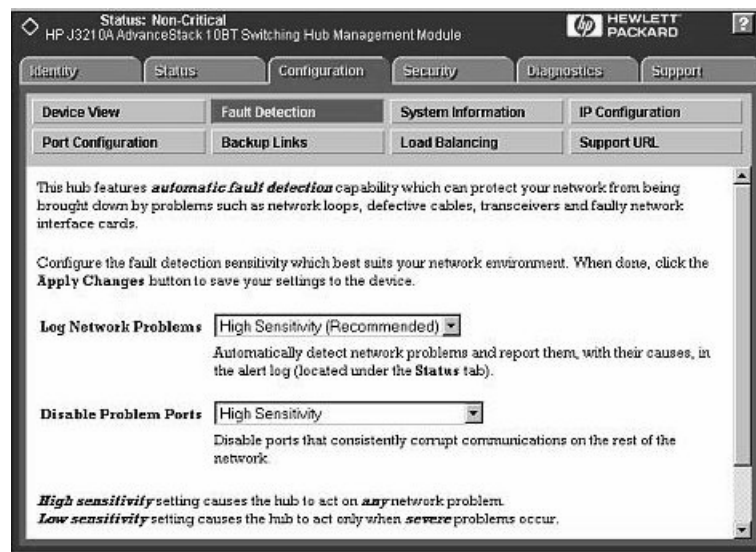 Status: Non-Critical
HP J3210A AdvanceStack 10BT Switching Hub Management Module
hp HEWLETT PACKARD
?
Identity Status Configuration Security Diagnostics Support
Device View Fault Detection System Information IP Configuration
Port Configuration Backup Links Load Balancing Support URL
This hub features automatic fault detection capability which can protect your network from being
brought down by problems such as network loops, defective cables, transceivers and faulty network
interface cards.
Configure the fault detection sensitivity which best suits your network environment. When done, click the
Apply Changes button to save your settings to the device.
Log Network Problems High Sensitivity (Recommended)
Automatically detect network problems and report them, with their causes, in
the alert log (located under the Status tab).
Disable Problem Ports High Sensitivity
Disable ports that consistently corrupt communications on the rest of the
network.
High sensitivity setting causes the hub to act on any network problem.
Low sensitivity setting causes the hub to act only when severe problems occur.